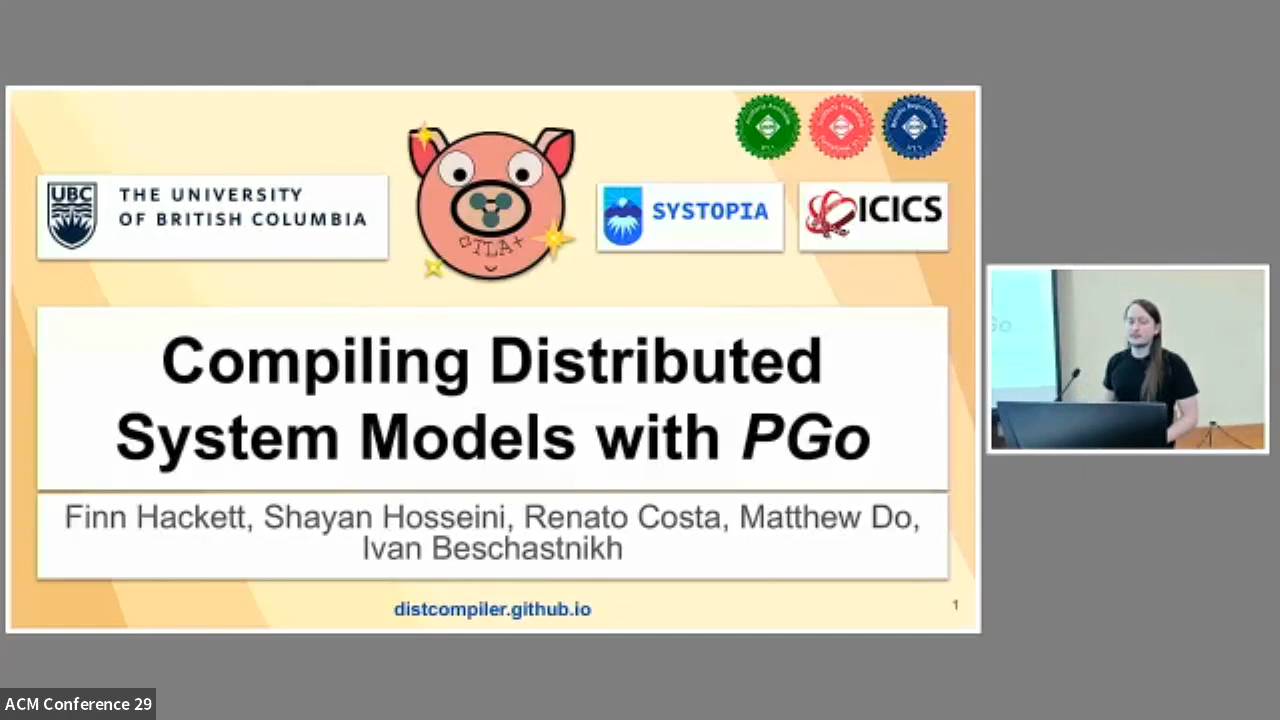 UBC
THE UNIVERSITY
OF BRITISH COLUMBIA
TLA+
SYSTOPIA
ICICS
Compiling Distributed
System Models with PGo
Finn Hackett, Shayan Hosseini, Renato Costa, Matthew Do,
Ivan Beschastnikh
distcompiler.github.io
1
ACM Conference 29